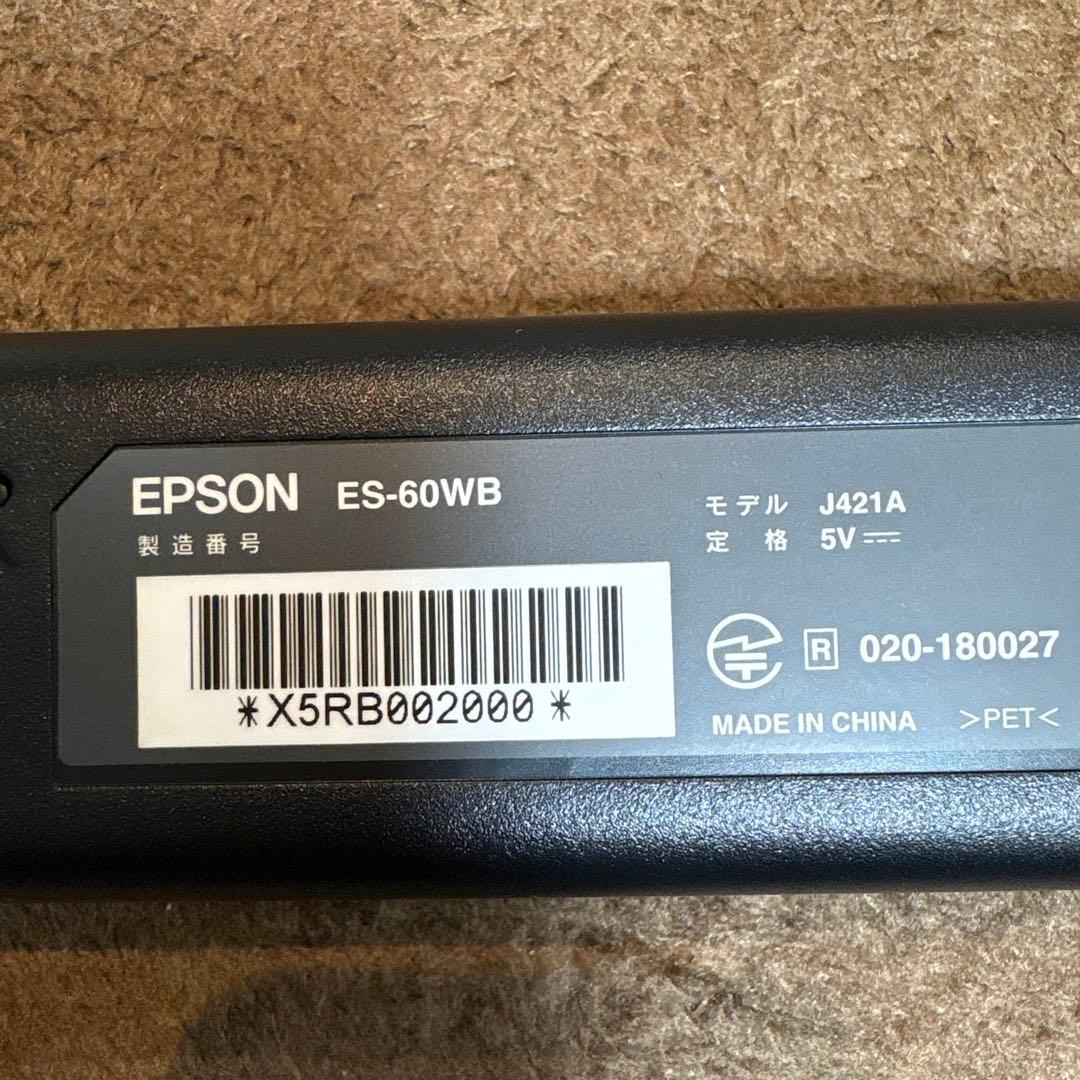 EPSON ES-60WB
製造番号
*X5RB002000*
モデル J421A
定格 5V
R 020-180027
MADE IN CHINA >PET<